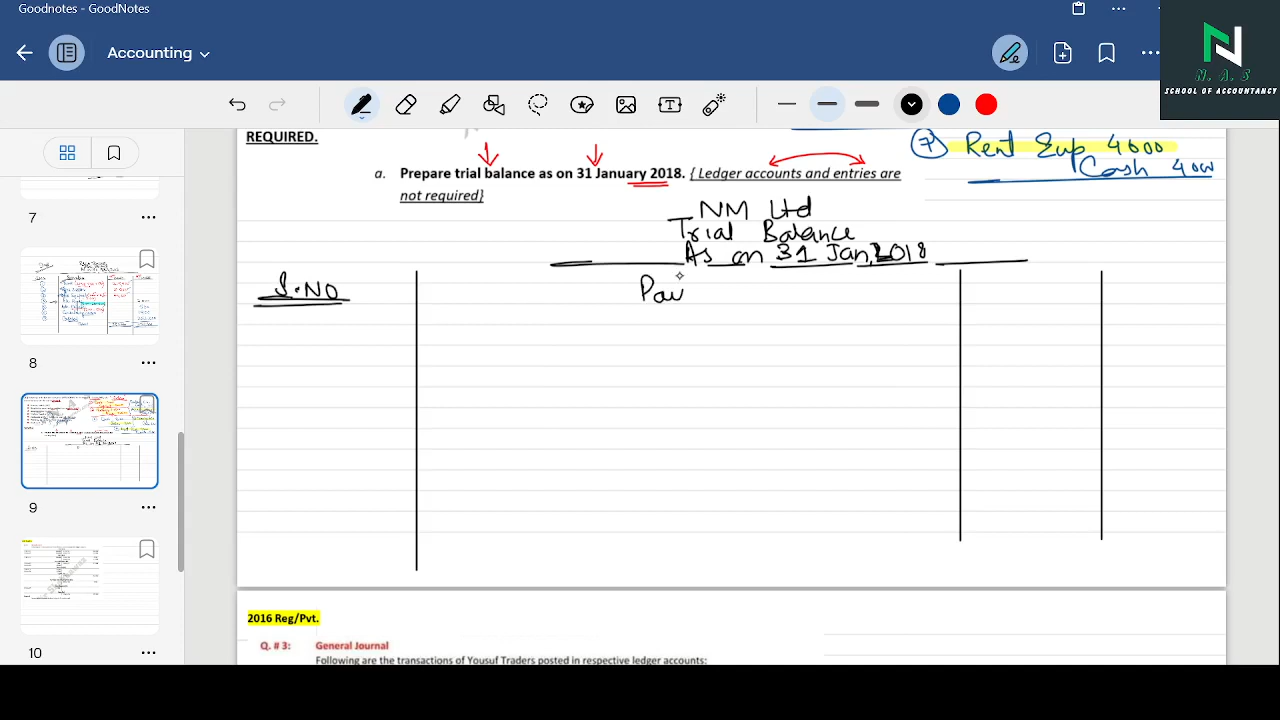 Goodnotes - GoodNotes
Accounting
N. A. S
SCHOOL OF ACCOUNTANCY
REQUIRED.
7 Rent Exp 4000
Cash 400
a. Prepare trial balance as on 31 January 2018. { Ledger accounts and entries are
not required}
NM Ltd
Trial Balance
As on 31 Jan, 2018
S.NO
Pau
7
8
9
10
2016 Reg/Pvt.
Q. # 3: General Journal
Following are the transactions of Yousuf Traders posted in respective ledger accounts: